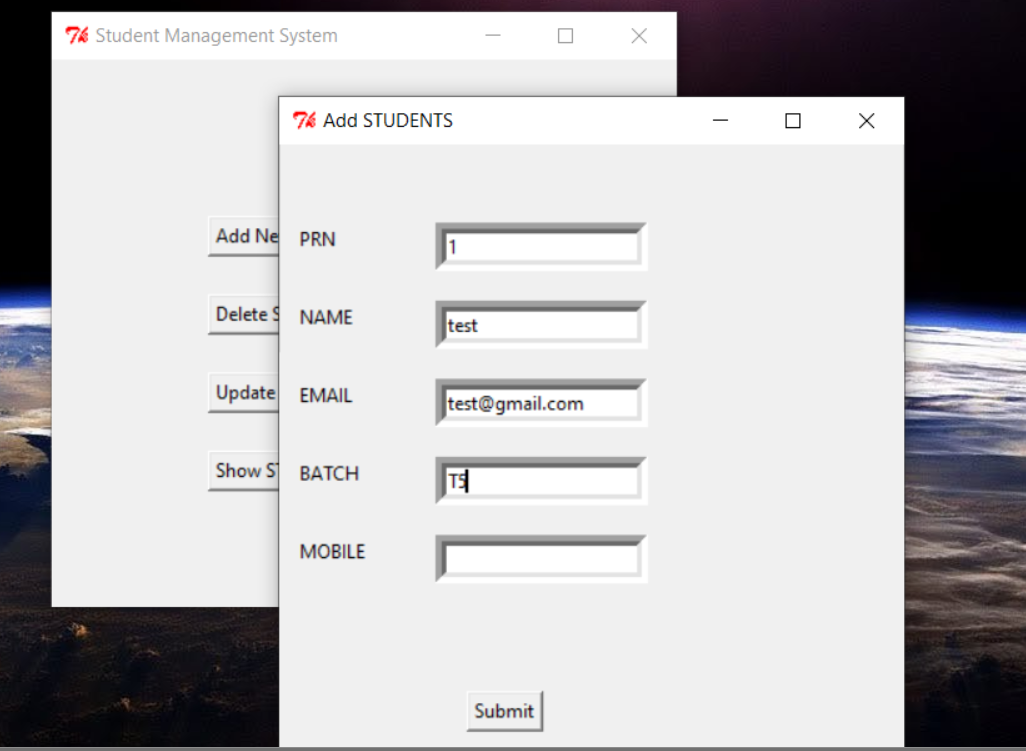 Student Management System
Add STUDENTS
Add Ne
PRN
1
Delete S
NAME
test
Update
EMAIL
test@gmail.com
Show ST
BATCH
T5
MOBILE
Submit